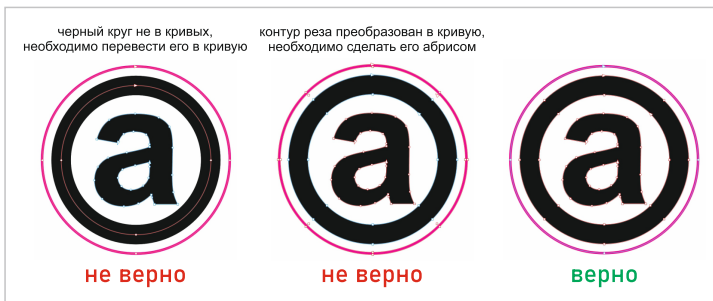 черный круг не в кривых,
необходимо перевести его в кривую
контур реза преобразован в кривую,
необходимо сделать его абрисом
а
а
а
не верно
не верно
верно